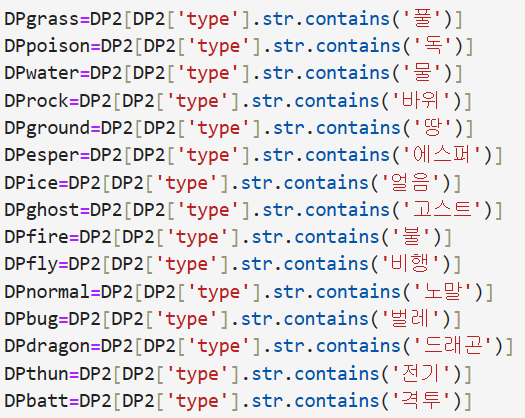 DPgrass=DP2[DP2['type'].str.contains('풀')]
DPpoison=DP2[DP2['type'].str.contains('독')]
DPwater=DP2[DP2['type'].str.contains('물')]
DProck=DP2[DP2['type'].str.contains('바위')]
DPground=DP2[DP2['type'].str.contains('땅')]
DPesper=DP2[DP2['type'].str.contains('에스퍼')]
DPice=DP2[DP2['type'].str.contains('얼음')]
DPghost=DP2[DP2['type'].str.contains('고스트')]
DPfire=DP2[DP2['type'].str.contains('불')]
DPfly=DP2[DP2['type'].str.contains('비행')]
DPnormal=DP2[DP2['type'].str.contains('노말')]
DPbug=DP2[DP2['type'].str.contains('벌레')]
DPdragon=DP2[DP2['type'].str.contains('드래곤')]
DPthun=DP2[DP2['type'].str.contains('전기')]
DPbatt=DP2[DP2['type'].str.contains('격투')]